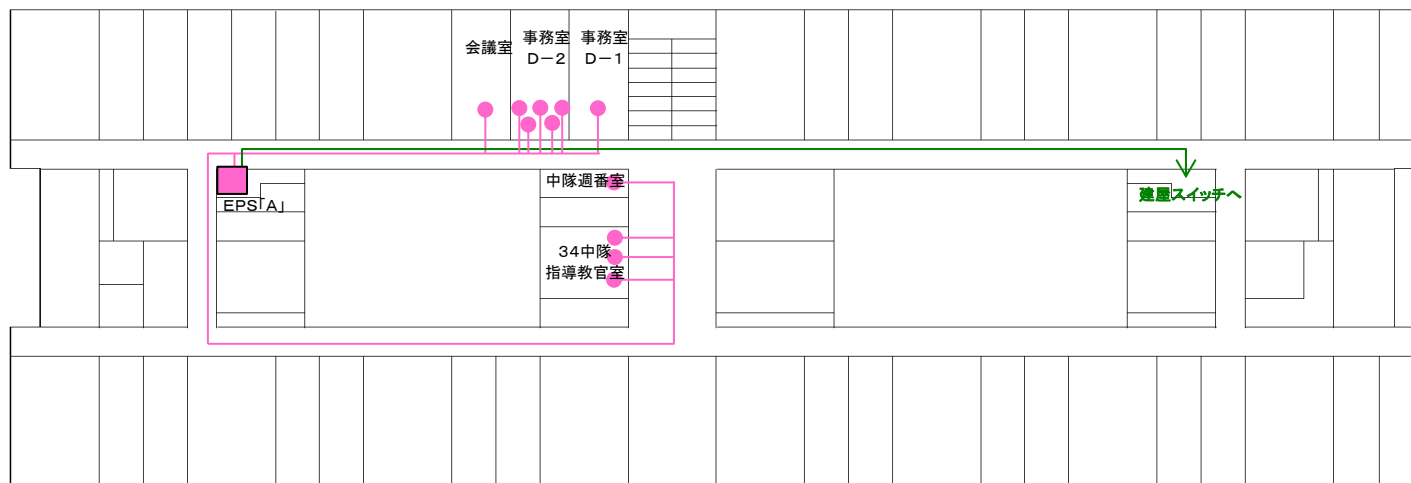 会議室
事務室
D－2
事務室
D－1
中隊週番室
EPS「A」
建屋スイッチへ
34中隊
指導教官室